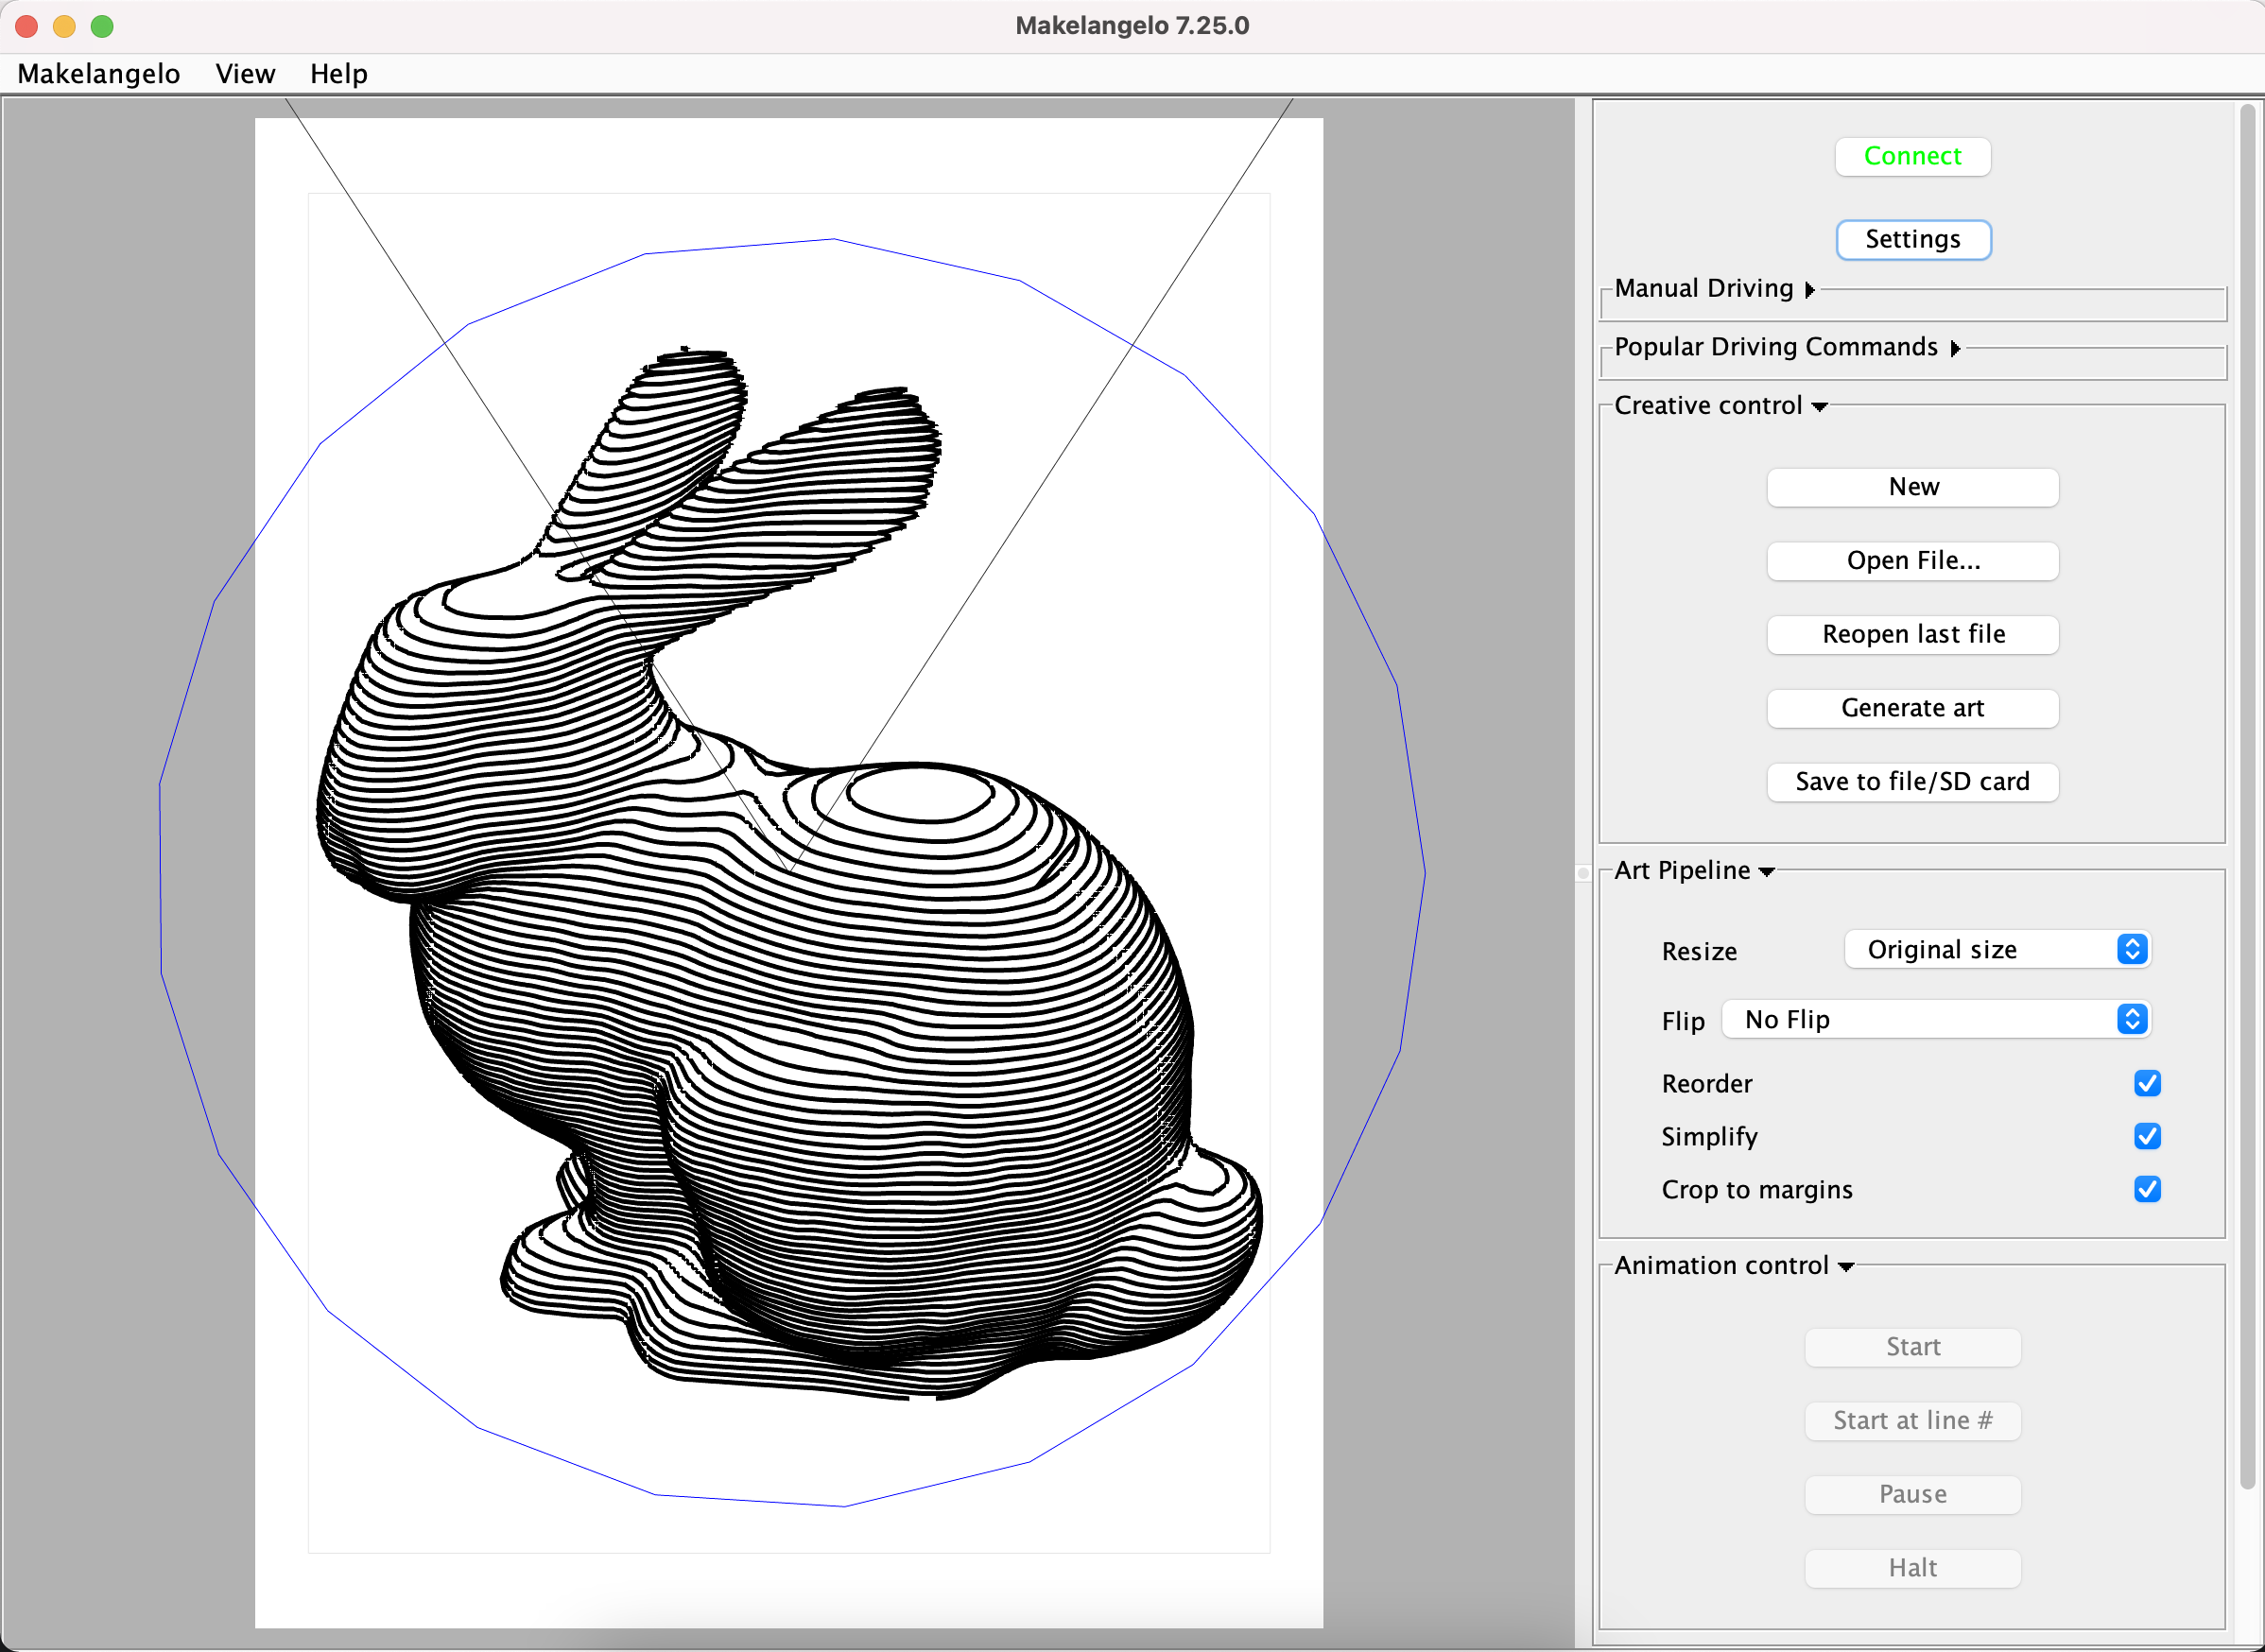 Makelangelo 7.25.0
Makelangelo View Help
Connect
Settings
Manual Driving
Popular Driving Commands
Creative control
New
Open File...
Reopen last file
Generate art
Save to file/SD card
Art Pipeline
Resize Original size
Flip No Flip
Reorder
Simplify
Crop to margins
Animation control
Start
Start at line #
Pause
Halt